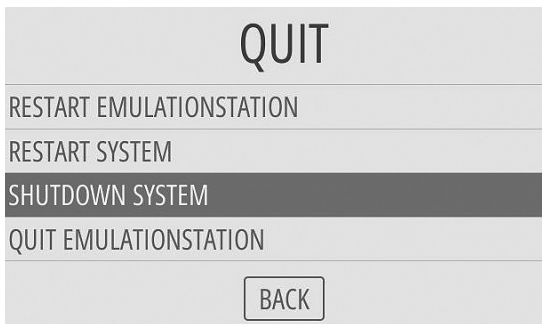 QUIT
RESTART EMULATIONSTATION
RESTART SYSTEM
SHUTDOWN SYSTEM
QUIT EMULATIONSTATION
BACK